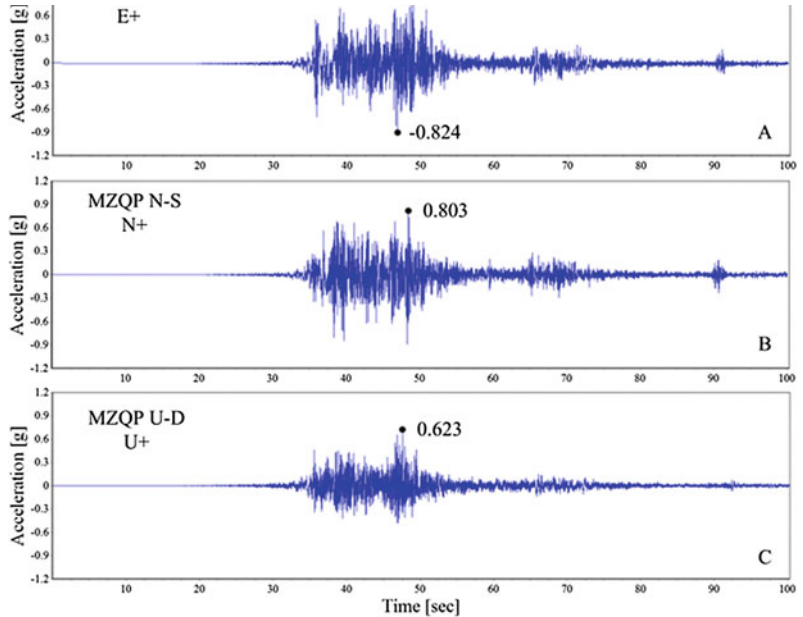 Acceleration [g]
E+
0.6
0.3
0
-0.3
-0.6
-0.9
-1.2
-0.824
A
10 20 30 40 50 60 70 80 90 100
Acceleration [g]
MZQP N-S
N+
1.2
0.9
0.6
0.3
0
-0.3
-0.6
-0.9
-1.2
0.803
B
10 20 30 40 50 60 70 80 90 100
Acceleration [g]
MZQP U-D
U+
1.2
0.9
0.6
0.3
0
-0.3
-0.6
-0.9
-1.2
0.623
C
10 20 30 40 50 60 70 80 90 100
Time [sec]